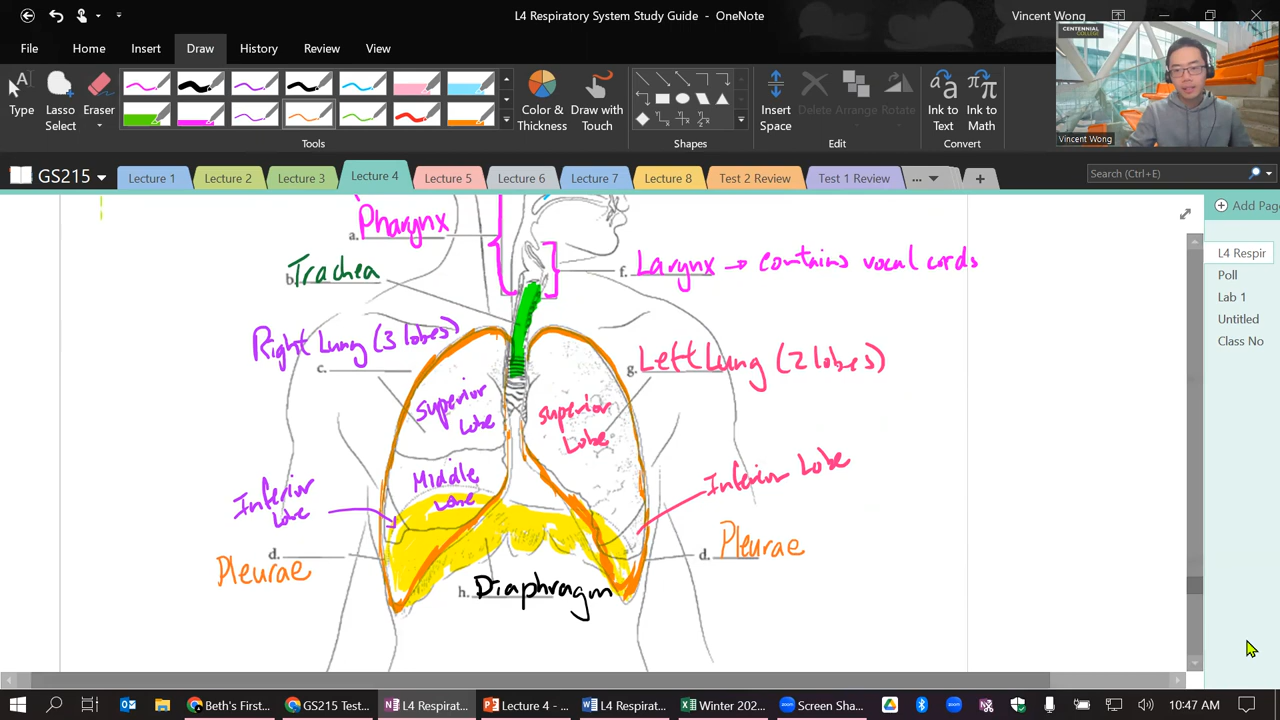 L4 Respiratory System Study Guide - OneNote
Vincent Wong
File Home Insert Draw History Review View
CENTENNIAL
COLLEGE
Vincent Wong
Type
Lasso
Select
Eraser
Color &
Thickness
Draw with
Touch
Insert
Space
Delete Arrange Rotate
Ink to
Text
Ink to
Math
Tools
Shapes
Edit
Convert
GS215
Lecture 1 Lecture 2 Lecture 3 Lecture 4 Lecture 5 Lecture 6 Lecture 7 Lecture 8 Test 2 Review Test 1 Review ...
Search (Ctrl+E)
Add Pag
L4 Respir
Poll
Lab 1
Untitled
Class No
a. Pharynx
b. Trachea
f. Larynx → contains vocal cords
Right Lung (3 lobes)
c.
g. Left Lung (2 lobes)
Superior
Lobe
Superior
Lobe
Middle
Lobe
Inferior
Lobe
Inferior Lobe
d.
Pleurae
d. Pleurae
h. Diaphragm
Beth's First... GS215 Test... L4 Respirat... Lecture 4 - ... L4 Respirat... Winter 202... Screen Sha...
10:47 AM